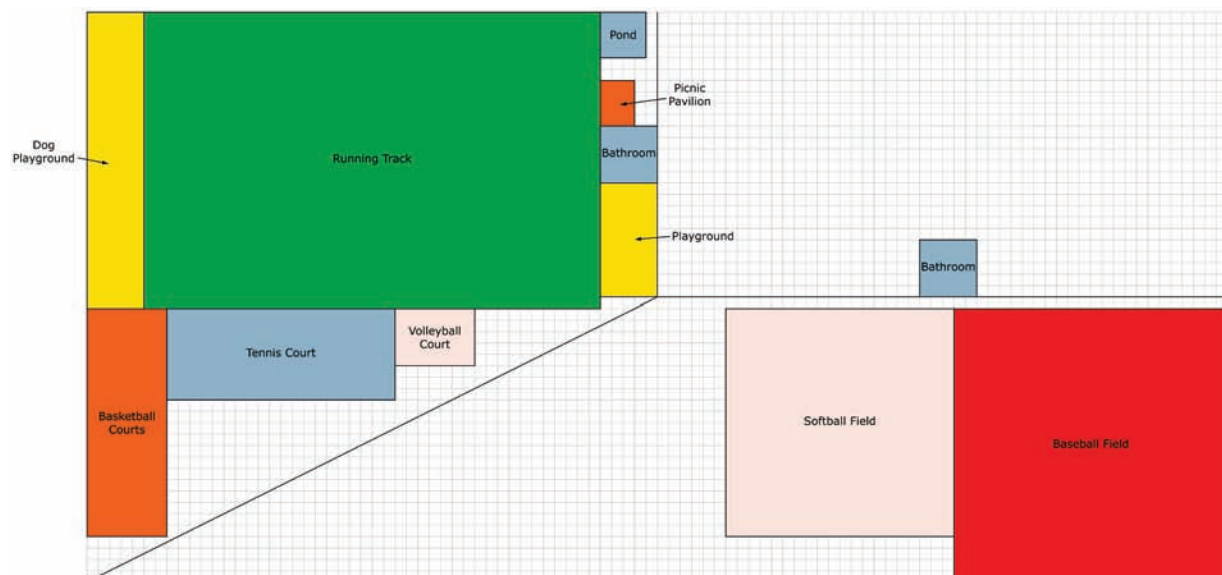 Pond
Picnic
Pavilion
Dog
Playground
Running Track
Bathroom
Playground
Bathroom
Volleyball
Court
Tennis Court
Basketball
Courts
Softball Field
Baseball Field